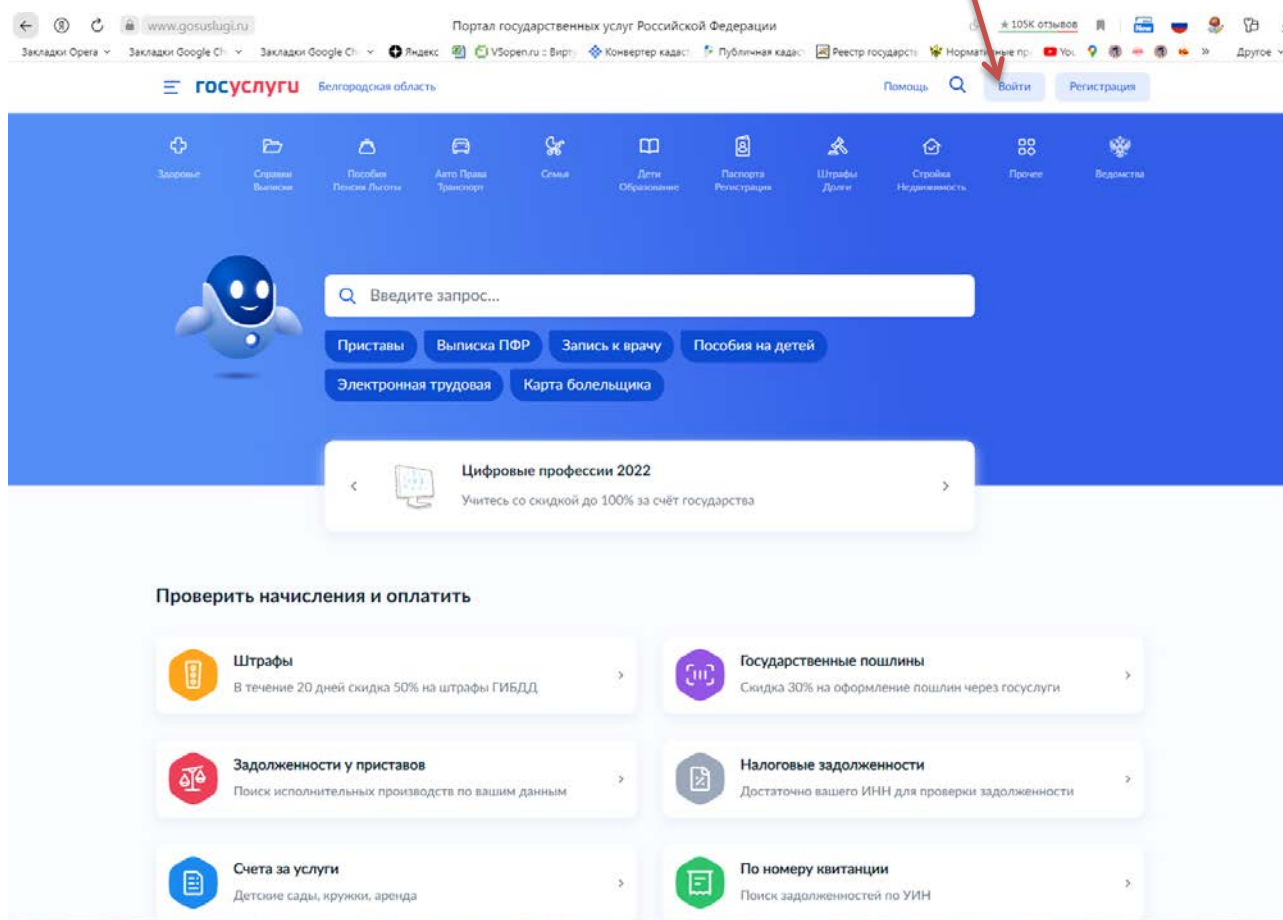 www.gosuslugi.ru
Портал государственных услуг Российской Федерации
★ 105K отзывов
Закладки Opera
Закладки Google Ch
Закладки Google Ch
Яндекс
VSopen.ru :: Вирту
Конвертер кадаст
Публичная кадаст
Реестр государств
Нормативные пр
You
»
Другое
госуслуги
Белгородская область
Помощь
Войти
Регистрация
Здоровье
Справки
Выписки
Пособия
Пенсия Льготы
Авто Права
Транспорт
Семья
Дети
Образование
Паспорта
Регистрация
Штрафы
Долги
Стройка
Недвижимость
Прочее
Ведомства
Введите запрос...
Приставы
Выписка ПФР
Запись к врачу
Пособия на детей
Электронная трудовая
Карта болельщика
Цифровые профессии 2022
Учитесь со скидкой до 100% за счёт государства
Проверить начисления и оплатить
Штрафы
В течение 20 дней скидка 50% на штрафы ГИБДД
Государственные пошлины
Скидка 30% на оформление пошлин через госуслуги
Задолженности у приставов
Поиск исполнительных производств по вашим данным
Налоговые задолженности
Достаточно вашего ИНН для проверки задолженности
Счета за услуги
Детские сады, кружки, аренда
По номеру квитанции
Поиск задолженностей по УИН